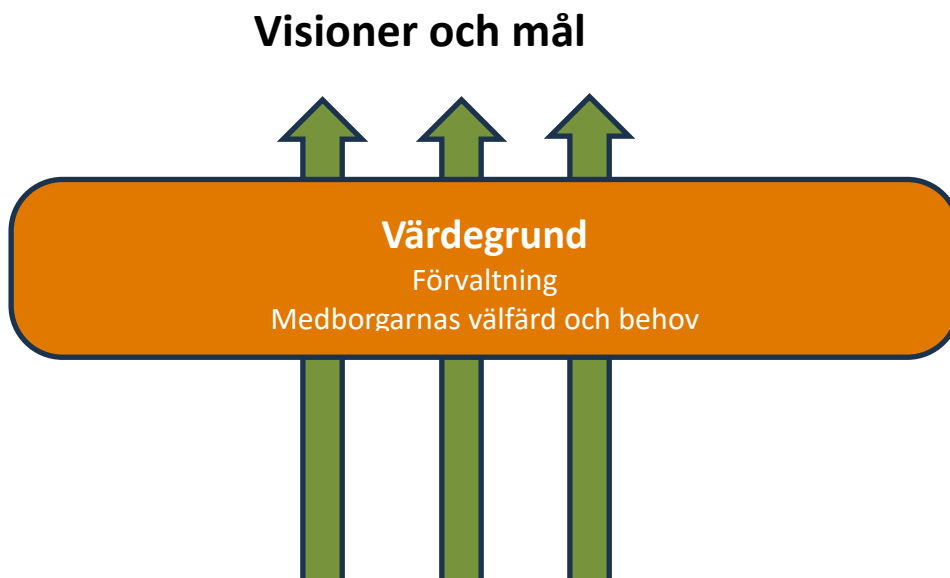 Visioner och mål
Värdegrund
Förvaltning
Medborgarnas välfärd och behov